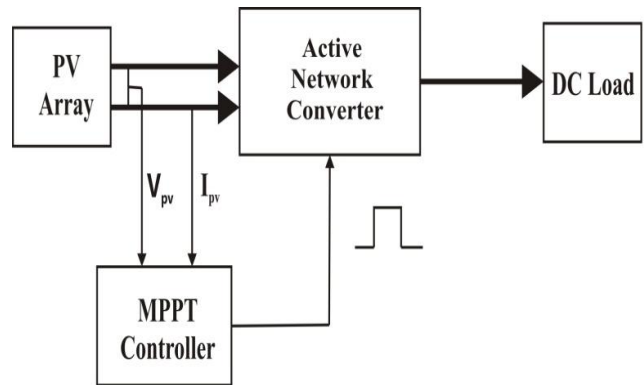 PV
Array
Active
Network
Converter
DC Load
Vpv
Ipv
MPPT
Controller